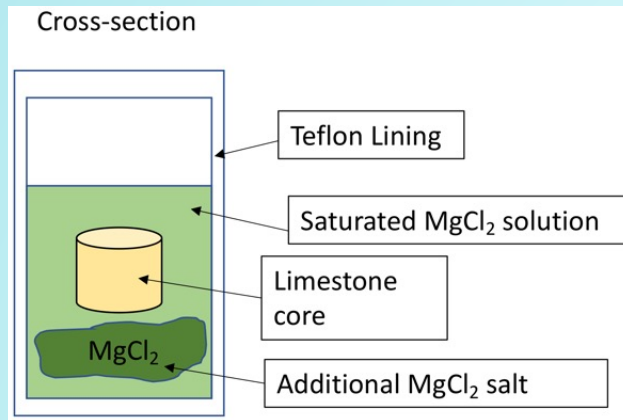 Cross-section
Teflon Lining
Saturated MgCl₂ solution
Limestone
core
MgCl₂
Additional MgCl₂ salt